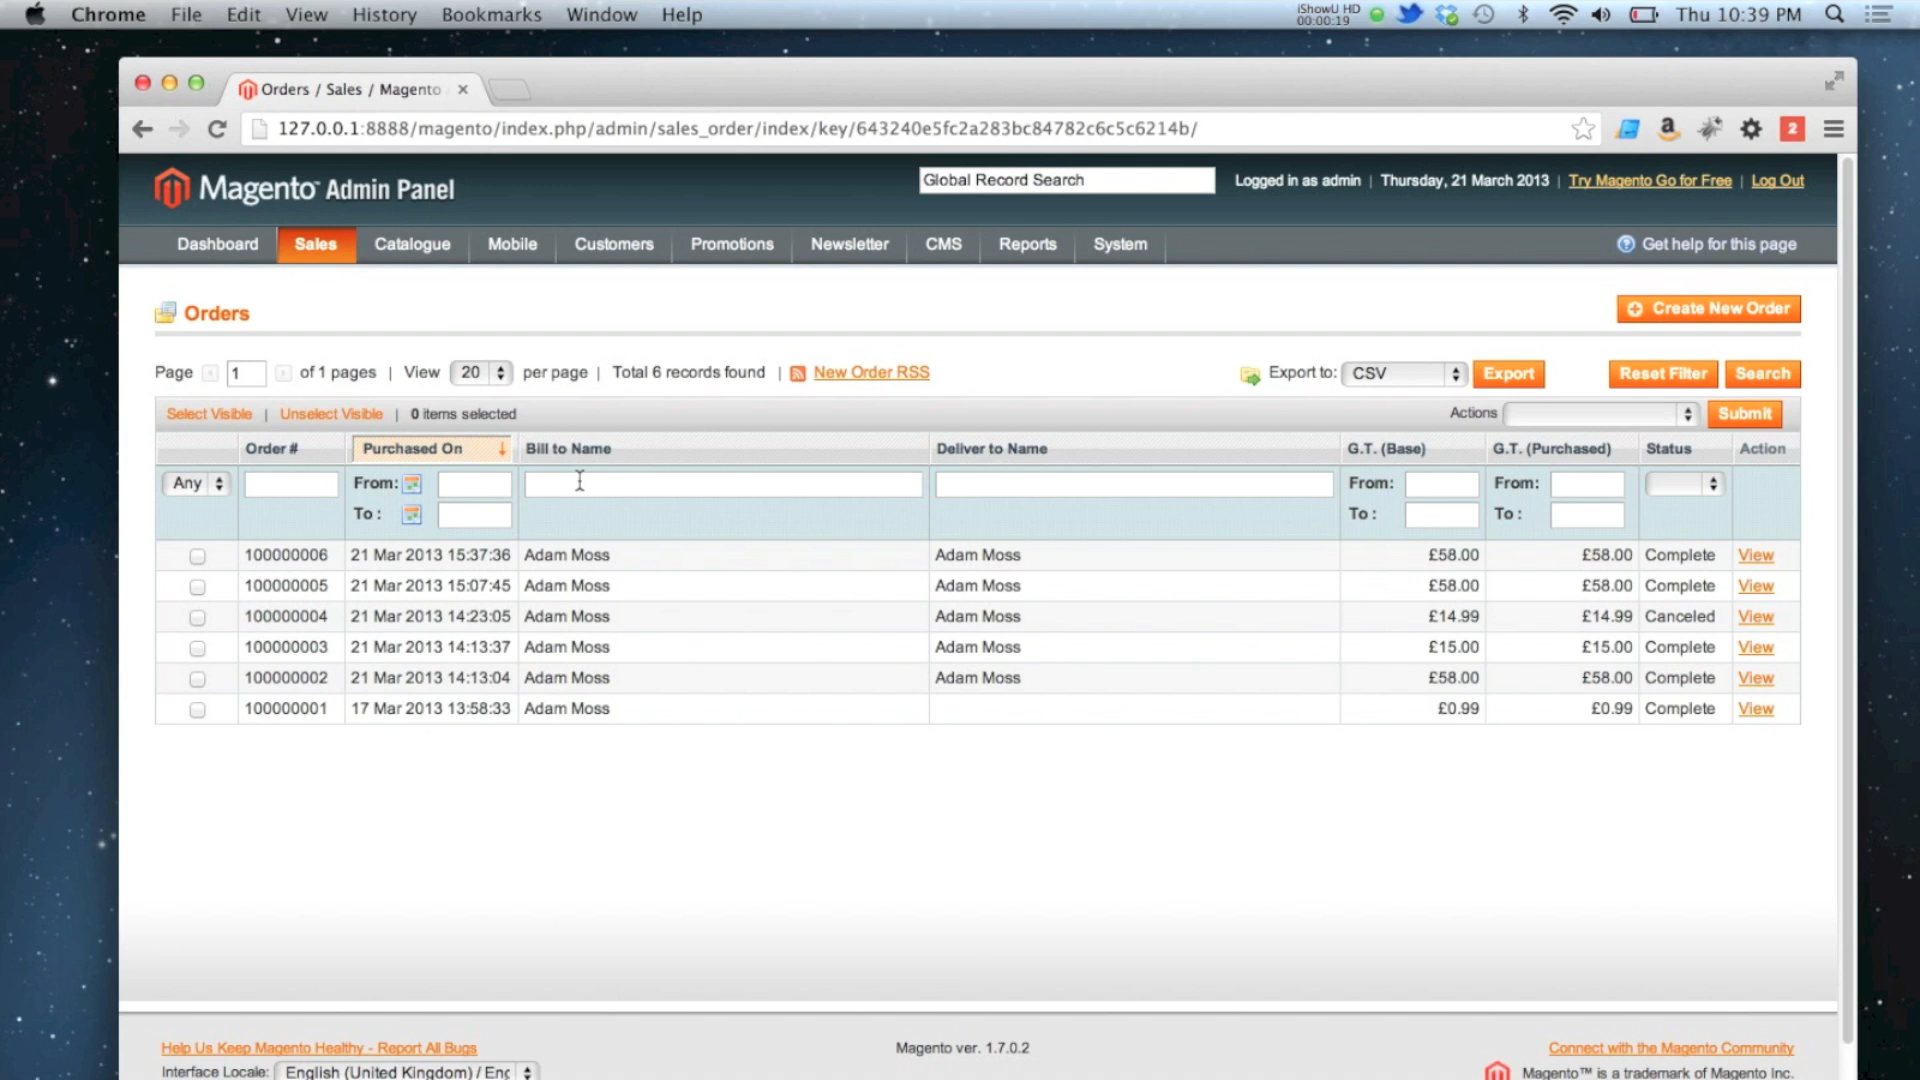 Chrome File Edit View History Bookmarks Window Help iShowU HD 00:00:19 Thu 10:39 PM
Orders / Sales / Magento
127.0.0.1:8888/magento/index.php/admin/sales_order/index/key/643240e5fc2a283bc84782c6c5c6214b/ 2
Magento™ Admin Panel Global Record Search Logged in as admin | Thursday, 21 March 2013 | Try Magento Go for Free | Log Out
Dashboard Sales Catalogue Mobile Customers Promotions Newsletter CMS Reports System Get help for this page
Orders Create New Order
Page 1 of 1 pages | View 20 per page | Total 6 records found | New Order RSS Export to: CSV Export Reset Filter Search
Select Visible | Unselect Visible | 0 items selected Actions Submit
Order # Purchased On Bill to Name Deliver to Name G.T. (Base) G.T. (Purchased) Status Action
Any From: From: From:
To : To : To :
100000006 21 Mar 2013 15:37:36 Adam Moss Adam Moss £58.00 £58.00 Complete View
100000005 21 Mar 2013 15:07:45 Adam Moss Adam Moss £58.00 £58.00 Complete View
100000004 21 Mar 2013 14:23:05 Adam Moss Adam Moss £14.99 £14.99 Canceled View
100000003 21 Mar 2013 14:13:37 Adam Moss Adam Moss £15.00 £15.00 Complete View
100000002 21 Mar 2013 14:13:04 Adam Moss Adam Moss £58.00 £58.00 Complete View
100000001 17 Mar 2013 13:58:33 Adam Moss £0.99 £0.99 Complete View
Help Us Keep Magento Healthy - Report All Bugs Magento ver. 1.7.0.2 Connect with the Magento Community
Interface Locale: English (United Kingdom) / Eng Magento™ is a trademark of Magento Inc.